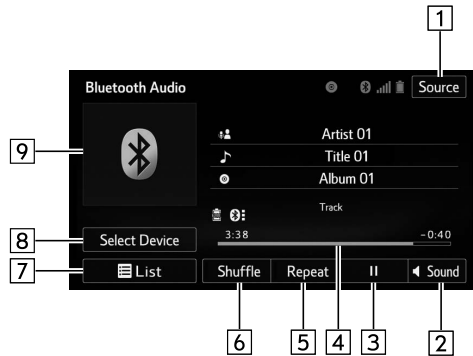 1
Bluetooth Audio Source
Artist 01
Title 01
9
Album 01
Track
8 Select Device 3:38 -0:40
7 List Shuffle Repeat Sound
6 5 4 3 2